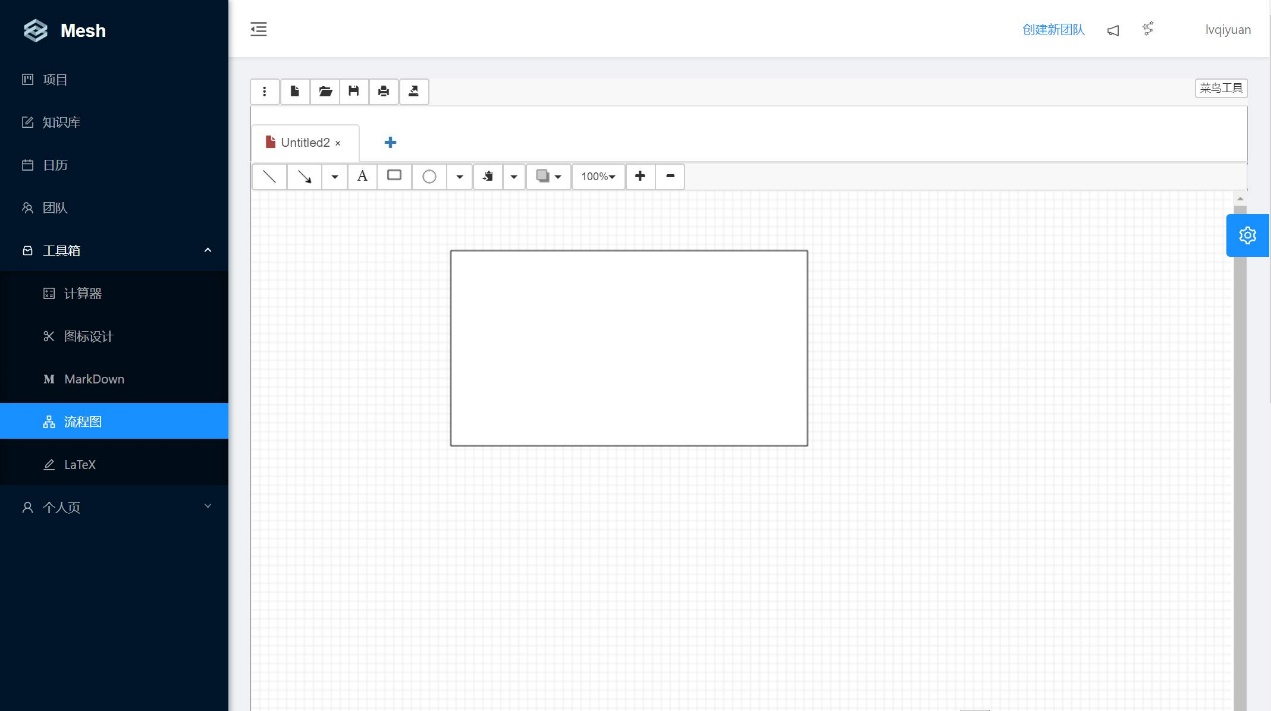 Mesh
创建新团队
lvqiyuan
项目
知识库
日历
团队
工具箱
计算器
图标设计
MarkDown
流程图
LaTeX
个人页
菜鸟工具
Untitled2 ×
A
100%